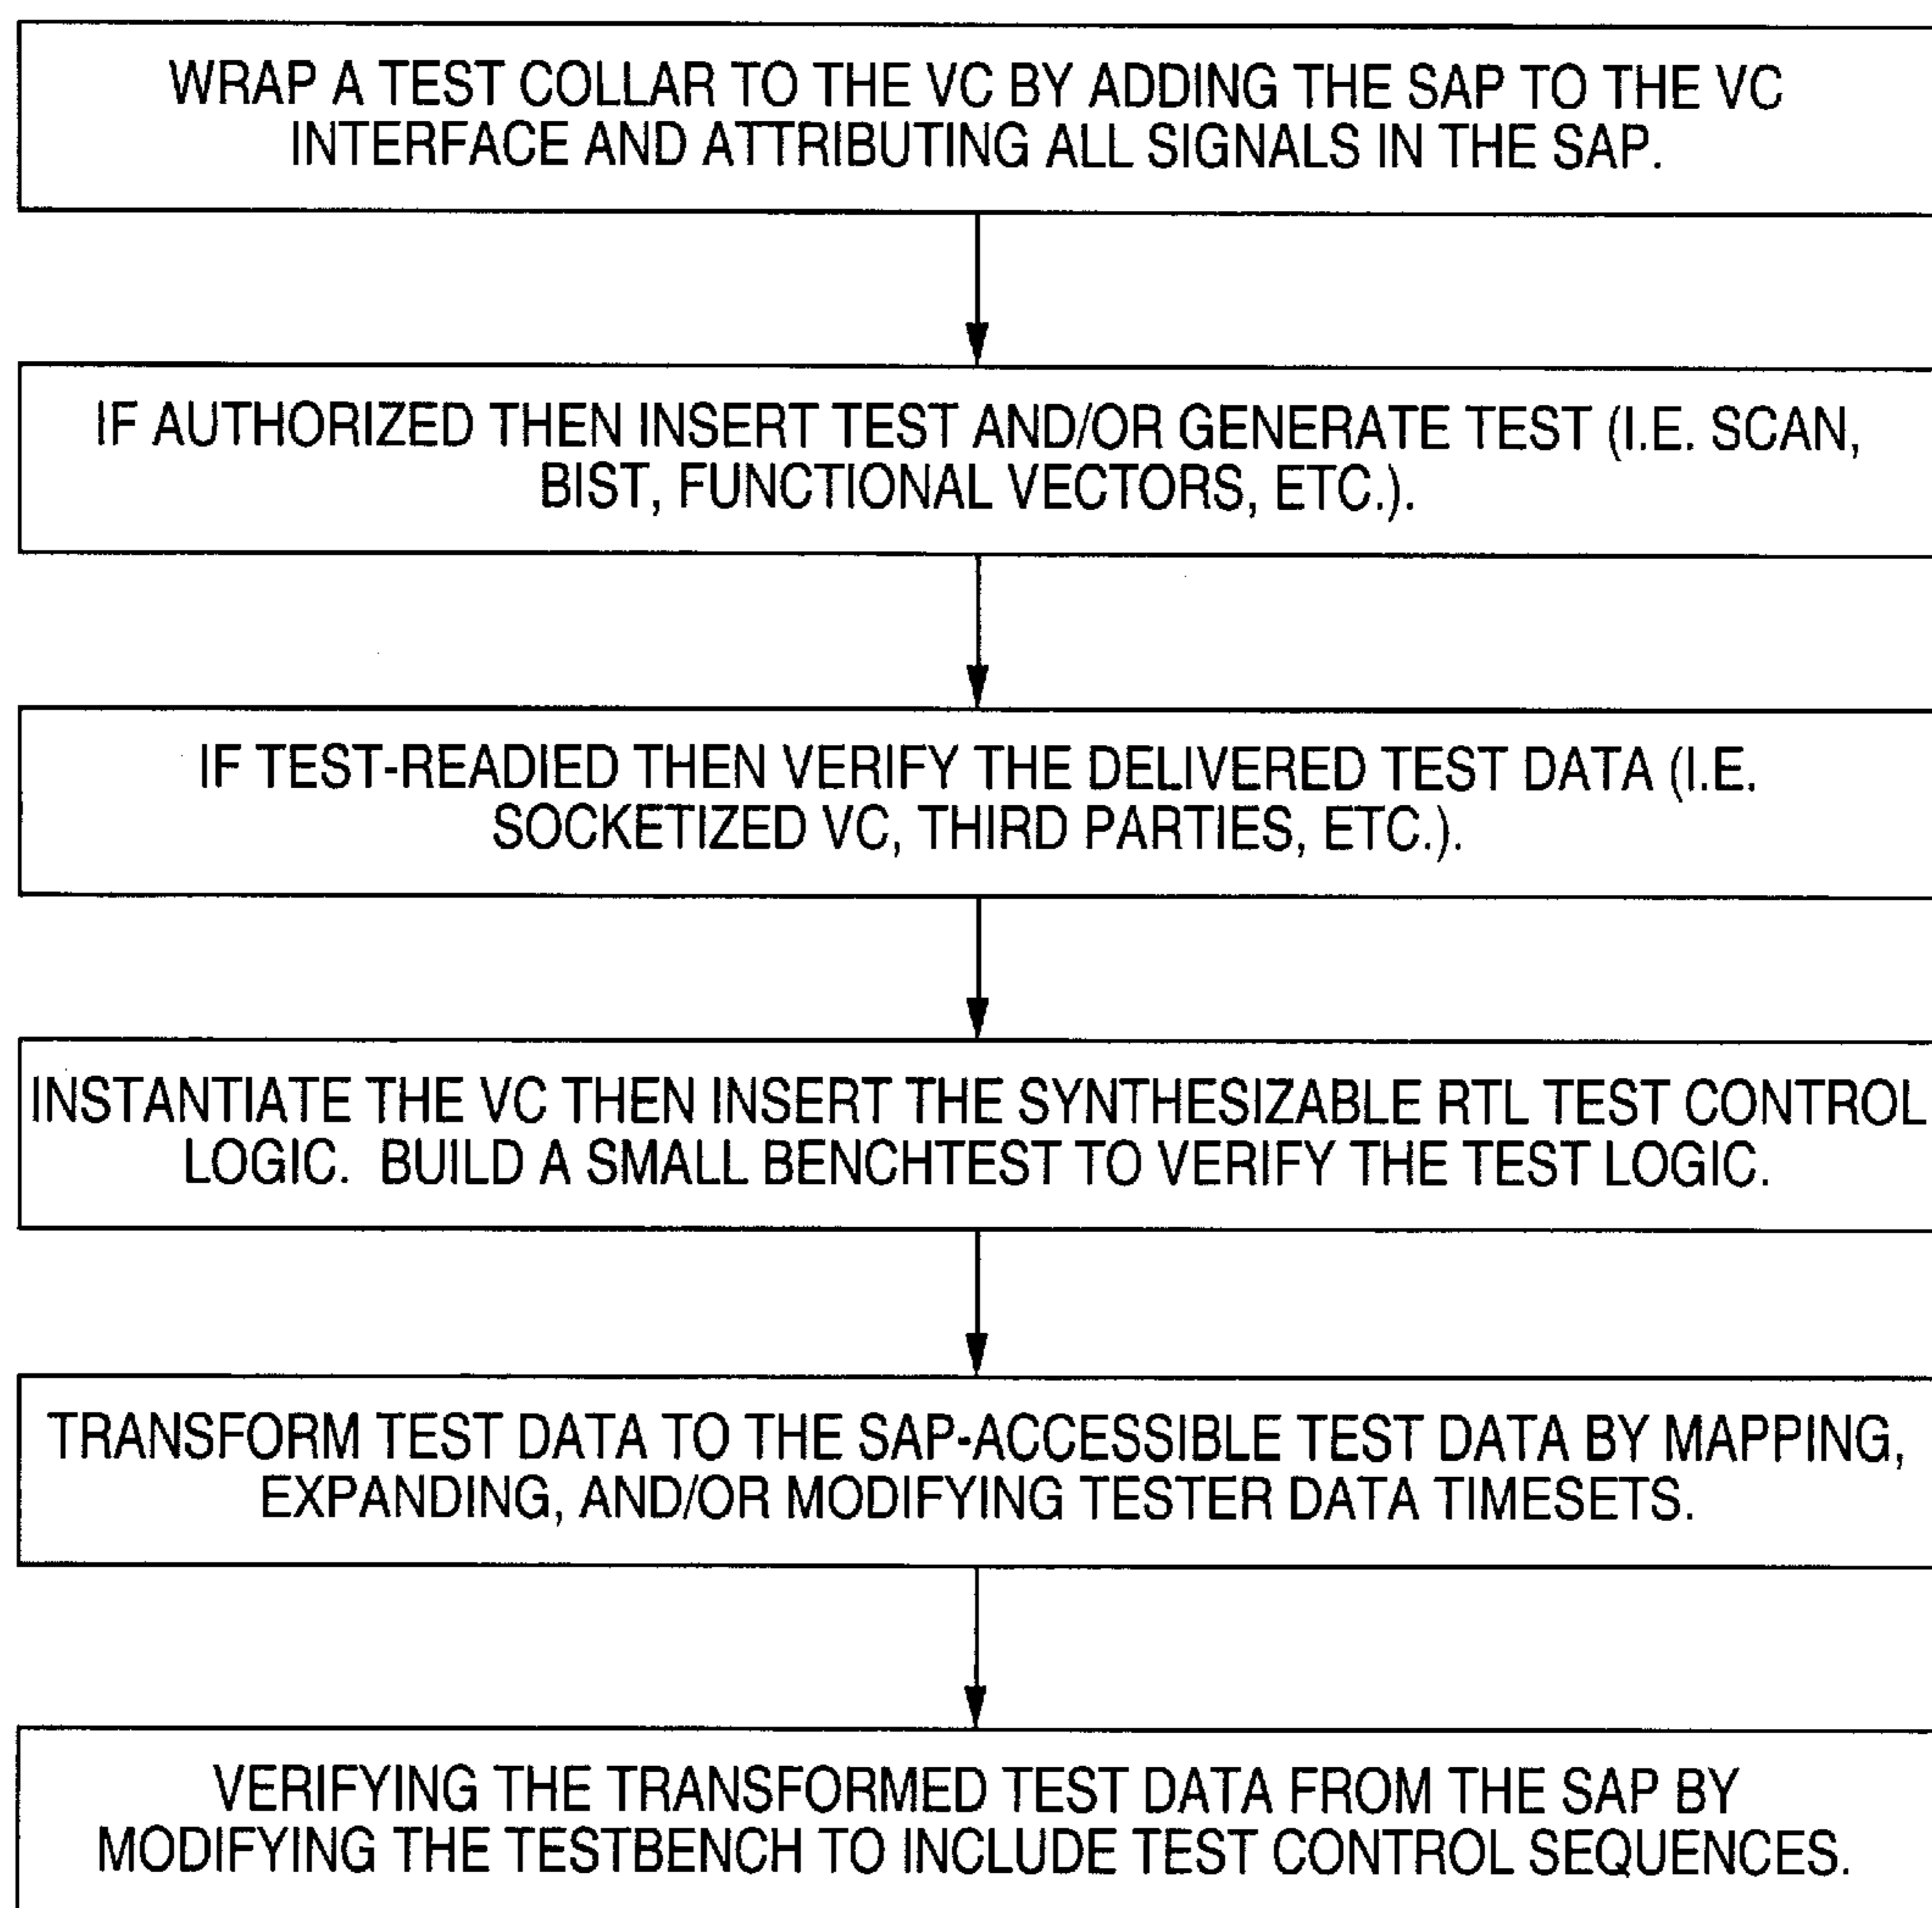 WRAP A TEST COLLAR TO THE VC BY ADDING THE SAP TO THE VC
INTERFACE AND ATTRIBUTING ALL SIGNALS IN THE SAP.
IF AUTHORIZED THEN INSERT TEST AND/OR GENERATE TEST (I.E. SCAN,
BIST, FUNCTIONAL VECTORS, ETC.).
IF TEST-READIED THEN VERIFY THE DELIVERED TEST DATA (I.E.
SOCKETIZED VC, THIRD PARTIES, ETC.).
INSTANTIATE THE VC THEN INSERT THE SYNTHESIZABLE RTL TEST CONTROL
LOGIC. BUILD A SMALL BENCHTEST TO VERIFY THE TEST LOGIC.
TRANSFORM TEST DATA TO THE SAP-ACCESSIBLE TEST DATA BY MAPPING,
EXPANDING, AND/OR MODIFYING TESTER DATA TIMESETS.
VERIFYING THE TRANSFORMED TEST DATA FROM THE SAP BY
MODIFYING THE TESTBENCH TO INCLUDE TEST CONTROL SEQUENCES.